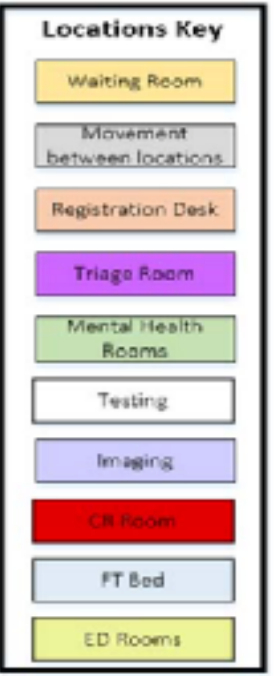 Locations Key
Waiting Room
Movement
between locations
Registration Desk
Triage Room
Mental Health
Rooms
Testing
Imaging
CR Room
FT Bed
ED Rooms